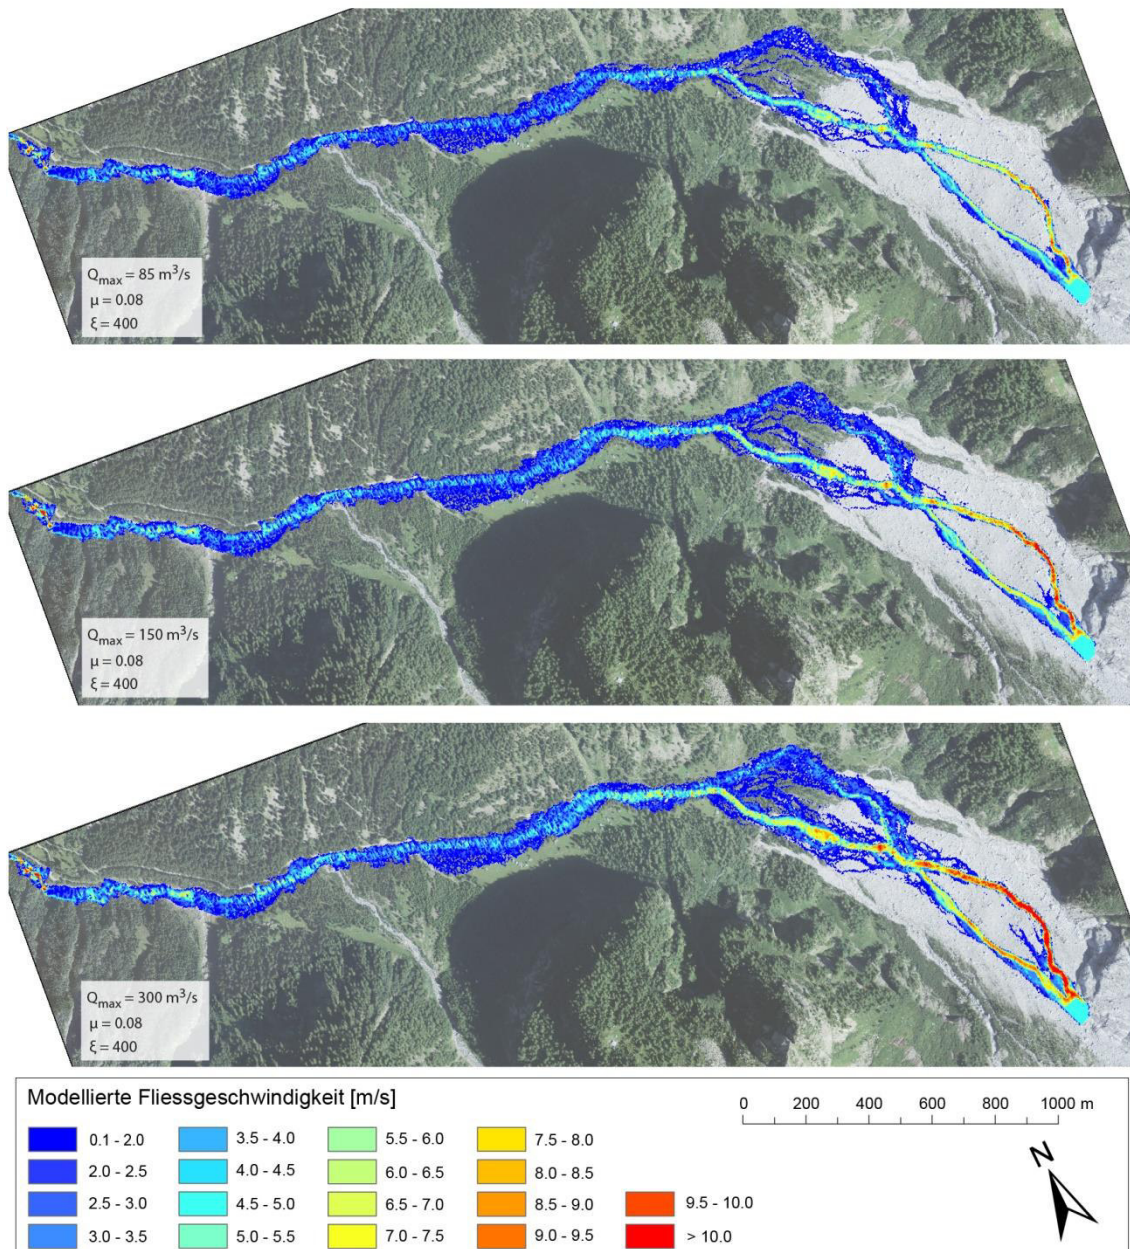 Q_max = 85 m³/s
μ = 0.08
ξ = 400
Q_max = 150 m³/s
μ = 0.08
ξ = 400
Q_max = 300 m³/s
μ = 0.08
ξ = 400
Modellierte Fliessgeschwindigkeit [m/s]
0.1 - 2.0
2.0 - 2.5
2.5 - 3.0
3.0 - 3.5
3.5 - 4.0
4.0 - 4.5
4.5 - 5.0
5.0 - 5.5
5.5 - 6.0
6.0 - 6.5
6.5 - 7.0
7.0 - 7.5
7.5 - 8.0
8.0 - 8.5
8.5 - 9.0
9.0 - 9.5
9.5 - 10.0
> 10.0
0 200 400 600 800 1000 m
N